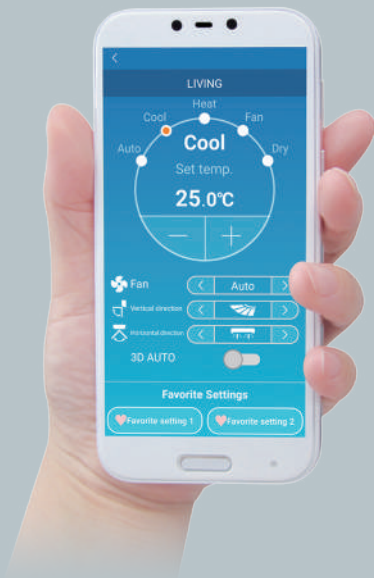 LIVING
Heat
Cool Fan
Auto Cool Dry
Set temp.
25.0°C
Fan Auto
Vertical direction
Horizontal direction
3D AUTO
Favorite Settings
Favorite setting 1 Favorite setting 2